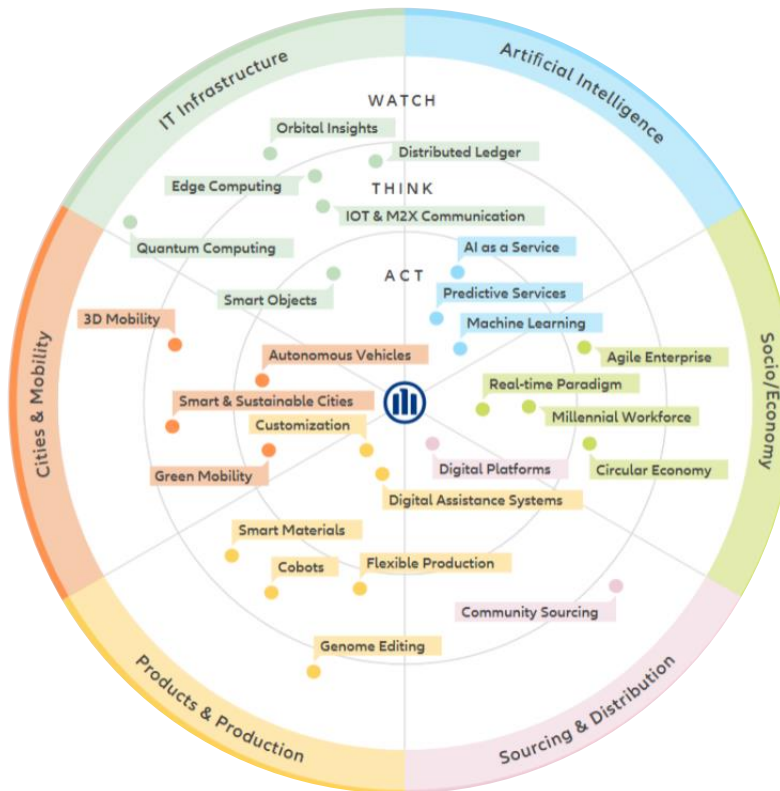 IT Infrastructure
Artificial Intelligence
WATCH
Orbital Insights
Distributed Ledger
Edge Computing
THINK
IOT & M2X Communication
Quantum Computing
AI as a Service
ACT
Smart Objects
Predictive Services
3D Mobility
Machine Learning
Autonomous Vehicles
Agile Enterprise
Real-time Paradigm
Smart & Sustainable Cities
Millennial Workforce
Customization
Digital Platforms
Circular Economy
Green Mobility
Digital Assistance Systems
Smart Materials
Cobots
Flexible Production
Community Sourcing
Genome Editing
Cities & Mobility
Socio/Economy
Products & Production
Sourcing & Distribution